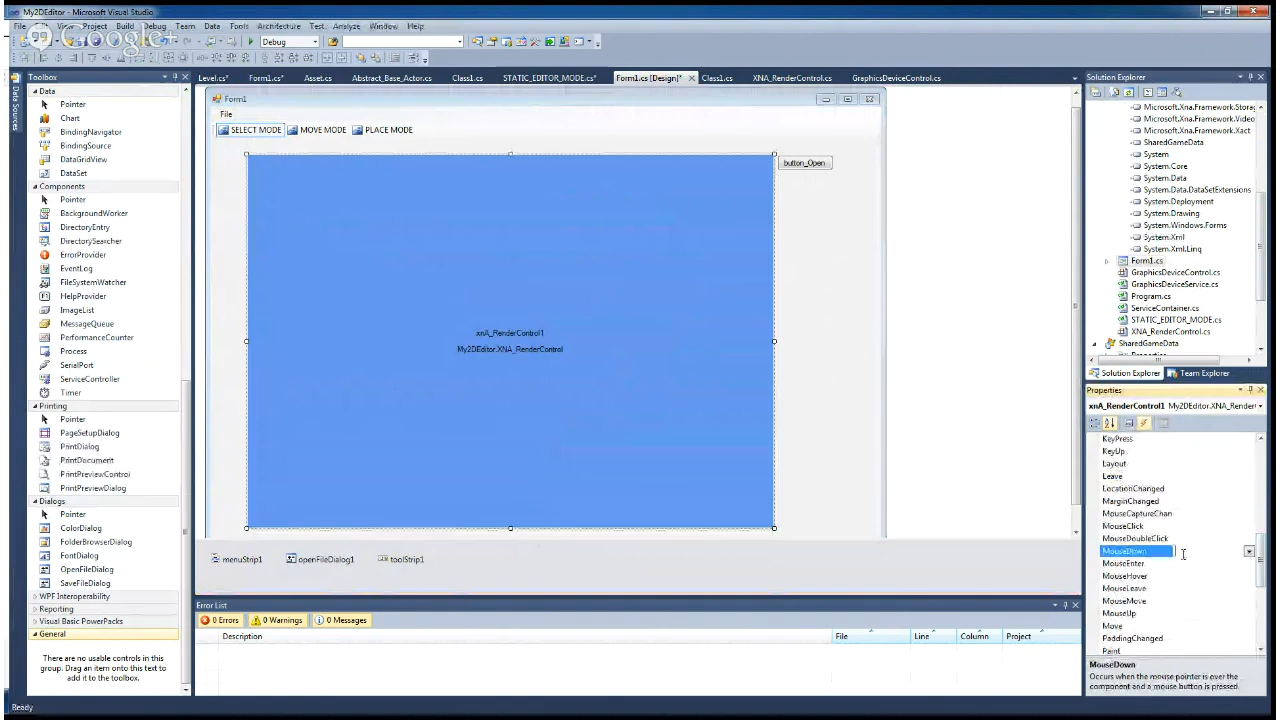 My2DEditor - Microsoft Visual Studio
File Edit View Project Build Debug Team Data Tools Architecture Test Analyze Window Help
Google+
Debug
Toolbox
Level.cs* Form1.cs* Asset.cs Abstract_Base_Actor.cs Class1.cs STATIC_EDITOR_MODE.cs* Form1.cs [Design]* Class1.cs XNA_RenderControl.cs GraphicsDeviceControl.cs
Data Sources
Data
Pointer
Chart
BindingNavigator
BindingSource
DataGridView
DataSet
Components
Pointer
BackgroundWorker
DirectoryEntry
DirectorySearcher
ErrorProvider
EventLog
FileSystemWatcher
HelpProvider
ImageList
MessageQueue
PerformanceCounter
Process
SerialPort
ServiceController
Timer
Printing
Pointer
PageSetupDialog
PrintDialog
PrintDocument
PrintPreviewControl
PrintPreviewDialog
Dialogs
Pointer
ColorDialog
FolderBrowserDialog
FontDialog
OpenFileDialog
SaveFileDialog
WPF Interoperability
Reporting
Visual Basic PowerPacks
General
There are no usable controls in this
group. Drag an item onto this text to
add it to the toolbox.
Form1
File
SELECT MODE MOVE MODE PLACE MODE
button_Open
xnA_RenderControl1
My2DEditor.XNA_RenderControl
menuStrip1 openFileDialog1 toolStrip1
Error List
0 Errors 0 Warnings 0 Messages
Description File Line Column Project
Solution Explorer
Microsoft.Xna.Framework.Storag
Microsoft.Xna.Framework.Video
Microsoft.Xna.Framework.Xact
SharedGameData
System
System.Core
System.Data
System.Data.DataSetExtensions
System.Deployment
System.Drawing
System.Windows.Forms
System.Xml
System.Xml.Linq
Form1.cs
GraphicsDeviceControl.cs
GraphicsDeviceService.cs
Program.cs
ServiceContainer.cs
STATIC_EDITOR_MODE.cs
XNA_RenderControl.cs
SharedGameData
Properties
Solution Explorer Team Explorer
Properties
xnA_RenderControl1 My2DEditor.XNA_Render
KeyPress
KeyUp
Layout
Leave
LocationChanged
MarginChanged
MouseCaptureChan
MouseClick
MouseDoubleClick
MouseDown
MouseEnter
MouseHover
MouseLeave
MouseMove
MouseUp
Move
PaddingChanged
Paint
MouseDown
Occurs when the mouse pointer is over the
component and a mouse button is pressed.
Ready